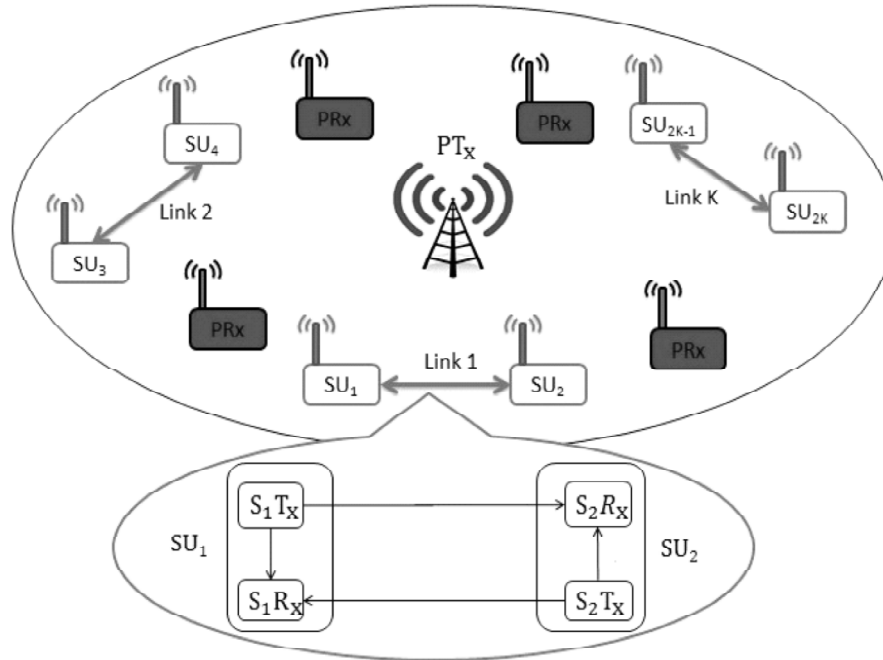 PRx
PRx
SU₂ₖ₋₁
SU₄
PTₓ
Link 2
Link K
SU₂ₖ
SU₃
PRx
PRx
Link 1
SU₁
SU₂
S₁Tₓ
S₂Rₓ
SU₁
SU₂
S₁Rₓ
S₂Tₓ